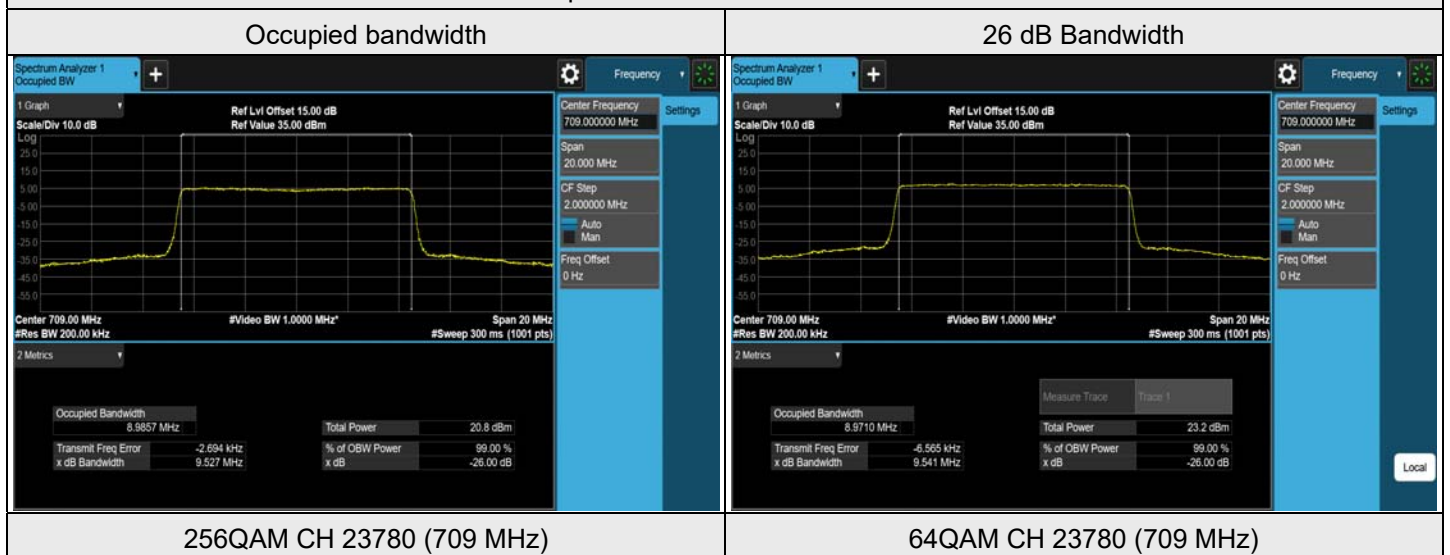 Occupied bandwidth
26 dB Bandwidth
Spectrum Analyzer 1
Occupied BW
+
Frequency
1 Graph
Scale/Div 10.0 dB
Ref Lvl Offset 15.00 dB
Ref Value 35.00 dBm
Log
25.0
15.0
5.00
-5.00
-15.0
-25.0
-35.0
-45.0
-55.0
Center 709.00 MHz
#Res BW 200.00 kHz
#Video BW 1.0000 MHz*
Span 20 MHz
#Sweep 300 ms (1001 pts)
Center Frequency
709.000000 MHz
Settings
Span
20.000 MHz
CF Step
2.000000 MHz
Auto
Man
Freq Offset
0 Hz
2 Metrics
Occupied Bandwidth
8.9857 MHz
Total Power 20.8 dBm
Transmit Freq Error -2.694 kHz
% of OBW Power 99.00 %
x dB Bandwidth 9.527 MHz
x dB -26.00 dB
Spectrum Analyzer 1
Occupied BW
+
Frequency
1 Graph
Scale/Div 10.0 dB
Ref Lvl Offset 15.00 dB
Ref Value 35.00 dBm
Log
25.0
15.0
5.00
-5.00
-15.0
-25.0
-35.0
-45.0
-55.0
Center 709.00 MHz
#Res BW 200.00 kHz
#Video BW 1.0000 MHz*
Span 20 MHz
#Sweep 300 ms (1001 pts)
Center Frequency
709.000000 MHz
Settings
Span
20.000 MHz
CF Step
2.000000 MHz
Auto
Man
Freq Offset
0 Hz
2 Metrics
Measure Trace Trace 1
Occupied Bandwidth
8.9710 MHz
Total Power 23.2 dBm
Transmit Freq Error -6.565 kHz
% of OBW Power 99.00 %
x dB Bandwidth 9.541 MHz
x dB -26.00 dB
Local
256QAM CH 23780 (709 MHz)
64QAM CH 23780 (709 MHz)